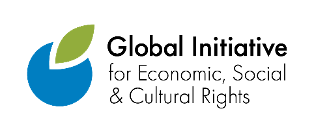 Global Initiative
for Economic, Social
& Cultural Rights